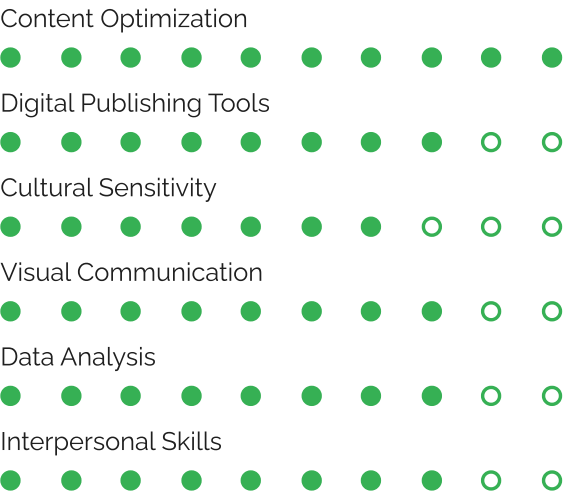 Content Optimization
Digital Publishing Tools
Cultural Sensitivity
Visual Communication
Data Analysis
Interpersonal Skills